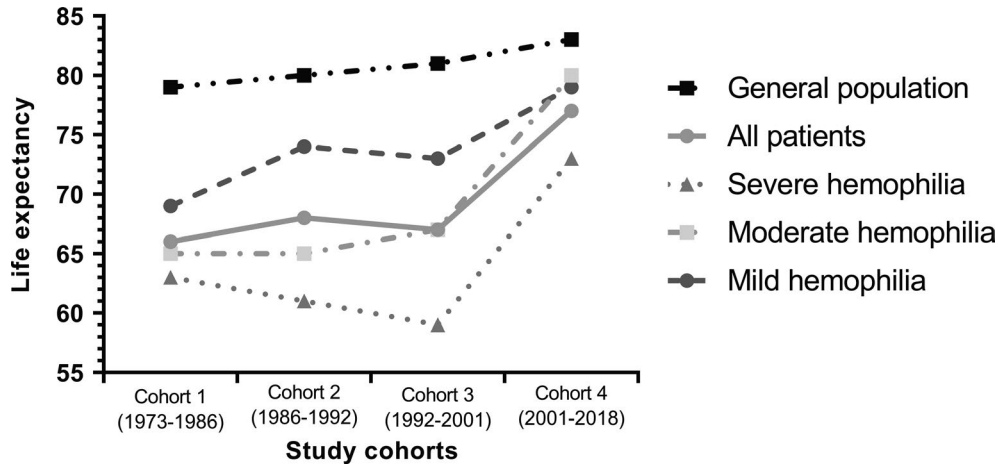 85
80
75
70
65
60
55
Life expectancy
Cohort 1
(1973-1986)
Cohort 2
(1986-1992)
Cohort 3
(1992-2001)
Cohort 4
(2001-2018)
Study cohorts
General population
All patients
Severe hemophilia
Moderate hemophilia
Mild hemophilia